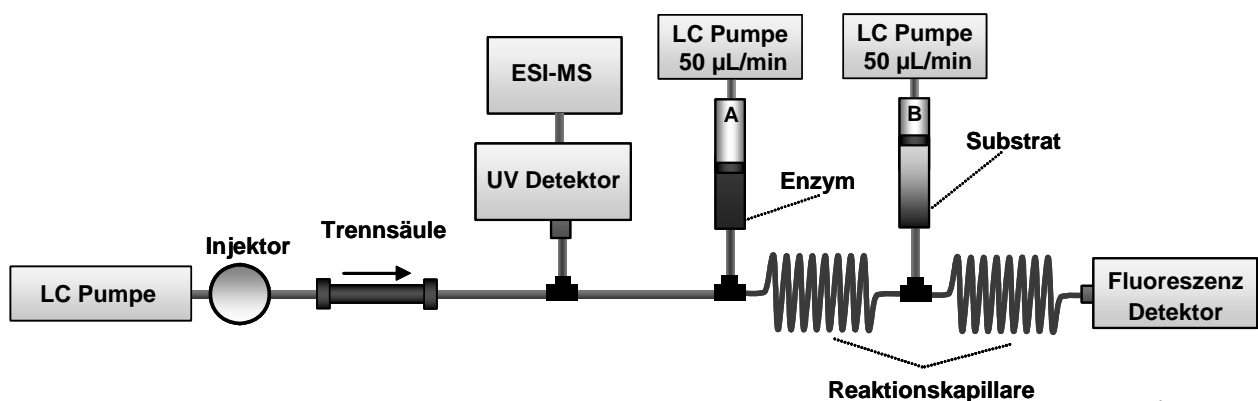 LC Pumpe
Injektor
Trennsäule
ESI-MS
UV Detektor
LC Pumpe
50 µL/min
A
Enzym
LC Pumpe
50 µL/min
B
Substrat
Reaktionskapillare
Fluoreszenz
Detektor